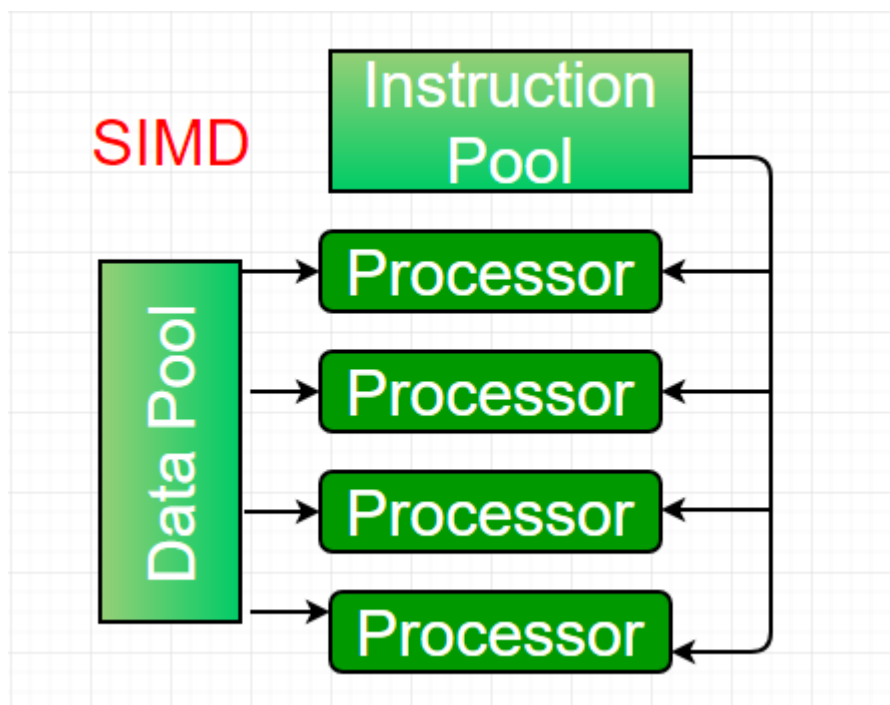 Instruction
Pool
SIMD
Data Pool
Processor
Processor
Processor
Processor